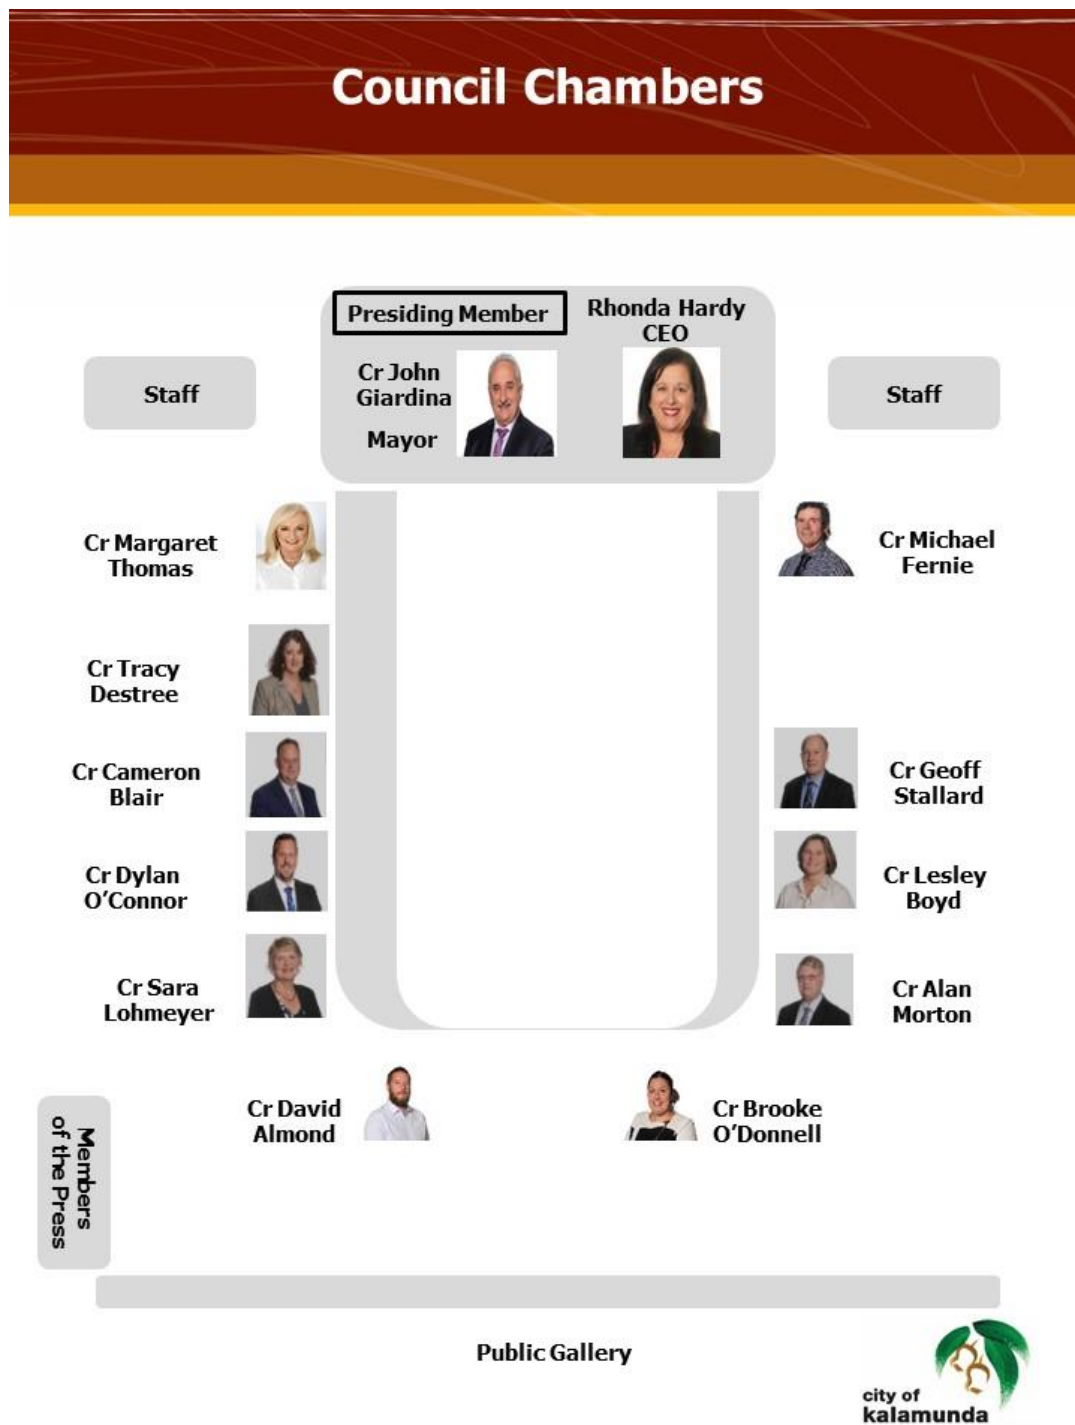 Council Chambers
Presiding Member
Rhonda Hardy
CEO
Cr John
Giardina
Mayor
Staff
Staff
Cr Margaret
Thomas
Cr Michael
Fernie
Cr Tracy
Destree
Cr Cameron
Blair
Cr Geoff
Stallard
Cr Dylan
O'Connor
Cr Lesley
Boyd
Cr Sara
Lohmeyer
Cr Alan
Morton
Cr David
Almond
Cr Brooke
O'Donnell
Members
of the Press
Public Gallery
city of
kalamunda